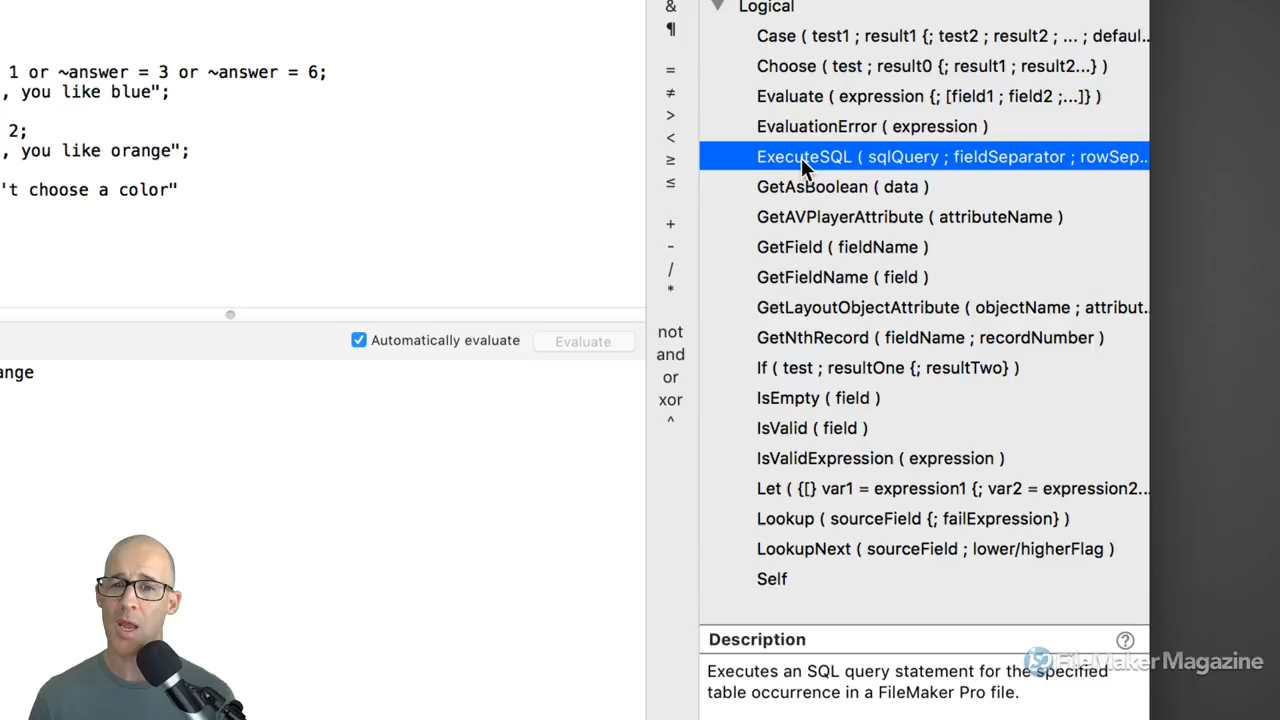 1 or ~answer = 3 or ~answer = 6;
, you like blue";
2;
, you like orange";
't choose a color"
Automatically evaluate
Evaluate
ange
&
¶
=
≠
>
<
≥
≤
+
-
/
*
not
and
or
xor
^
Logical
Case ( test1 ; result1 {; test2 ; result2 ; ... ; defaul...
Choose ( test ; result0 {; result1 ; result2...} )
Evaluate ( expression {; [field1 ; field2 ;...]} )
EvaluationError ( expression )
ExecuteSQL ( sqlQuery ; fieldSeparator ; rowSep...
GetAsBoolean ( data )
GetAVPlayerAttribute ( attributeName )
GetField ( fieldName )
GetFieldName ( field )
GetLayoutObjectAttribute ( objectName ; attribut...
GetNthRecord ( fieldName ; recordNumber )
If ( test ; resultOne {; resultTwo} )
IsEmpty ( field )
IsValid ( field )
IsValidExpression ( expression )
Let ( {[} var1 = expression1 {; var2 = expression2...
Lookup ( sourceField {; failExpression} )
LookupNext ( sourceField ; lower/higherFlag )
Self
Description
?
FileMaker Magazine
Executes an SQL query statement for the specified
table occurrence in a FileMaker Pro file.